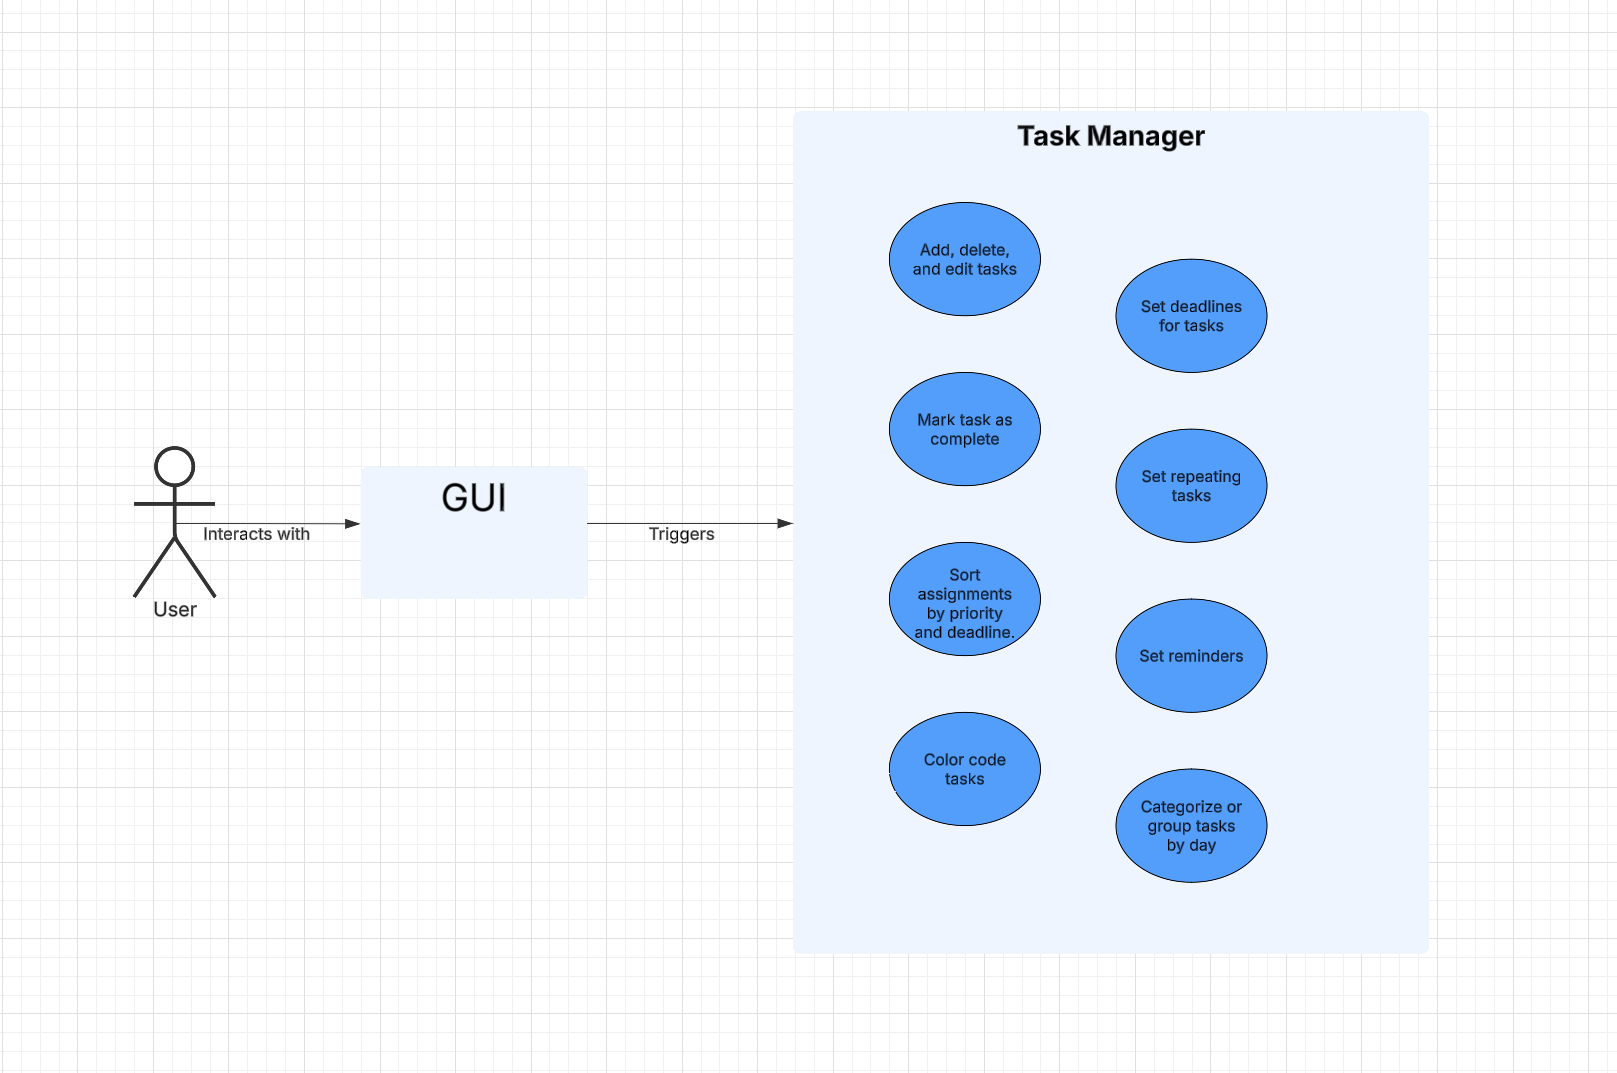 Task Manager
Add, delete,
and edit tasks
Set deadlines
for tasks
Mark task as
complete
Set repeating
tasks
GUI
Interacts with
Triggers
User
Sort
assignments
by priority
and deadline.
Set reminders
Color code
tasks
Categorize or
group tasks
by day